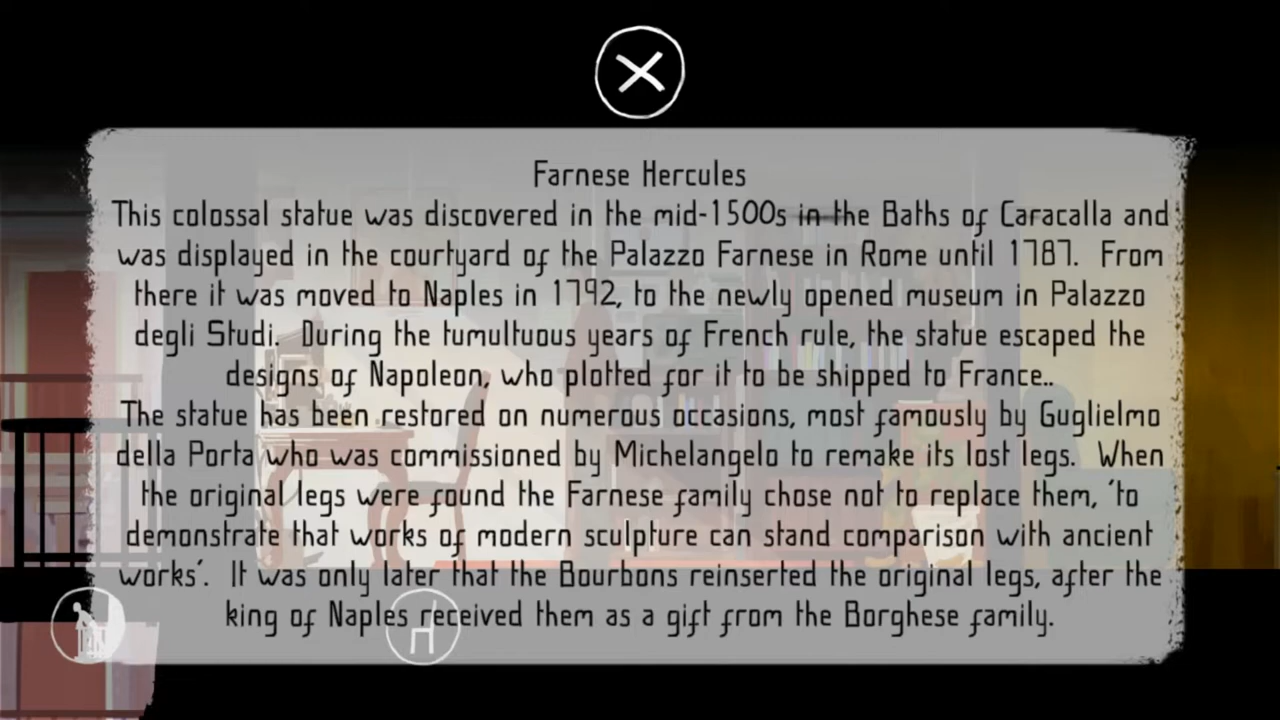 Farnese Hercules
This colossal statue was discovered in the mid-1500s in the Baths of Caracalla and
was displayed in the courtyard of the Palazzo Farnese in Rome until 1787. From
there it was moved to Naples in 1792, to the newly opened museum in Palazzo
degli Studi. During the tumultuous years of French rule, the statue escaped the
designs of Napoleon, who plotted for it to be shipped to France..
The statue has been restored on numerous occasions, most famously by Guglielmo
della Porta who was commissioned by Michelangelo to remake its lost legs. When
the original legs were found the Farnese family chose not to replace them, 'to
demonstrate that works of modern sculpture can stand comparison with ancient
works'. It was only later that the Bourbons reinserted the original legs, after the
king of Naples received them as a gift from the Borghese family.